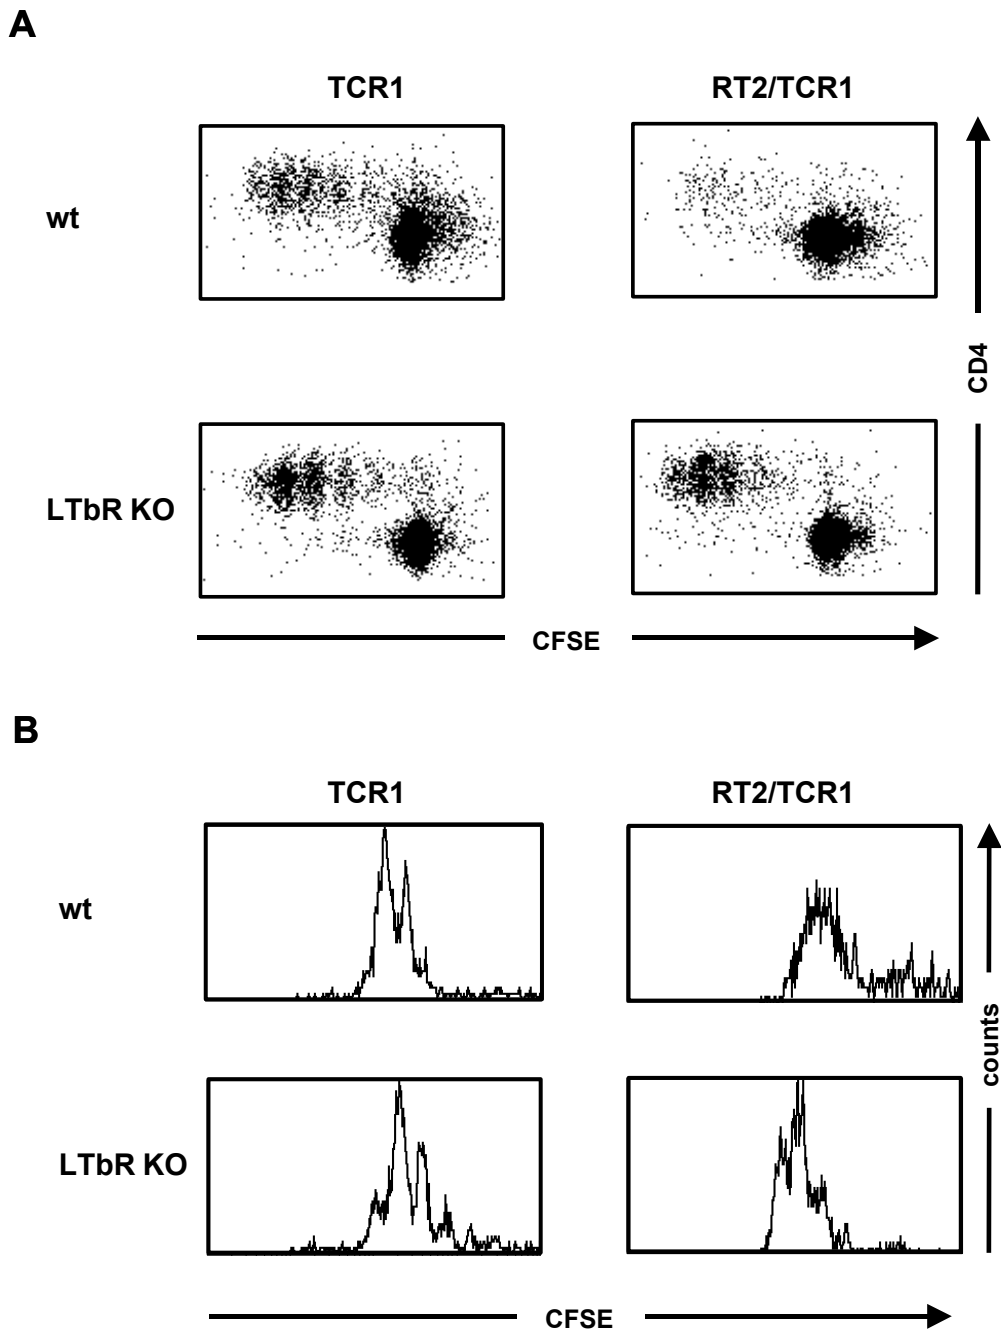 A
TCR1
RT2/TCR1
wt
CD4
LTbR KO
CFSE
B
TCR1
RT2/TCR1
wt
counts
LTbR KO
CFSE